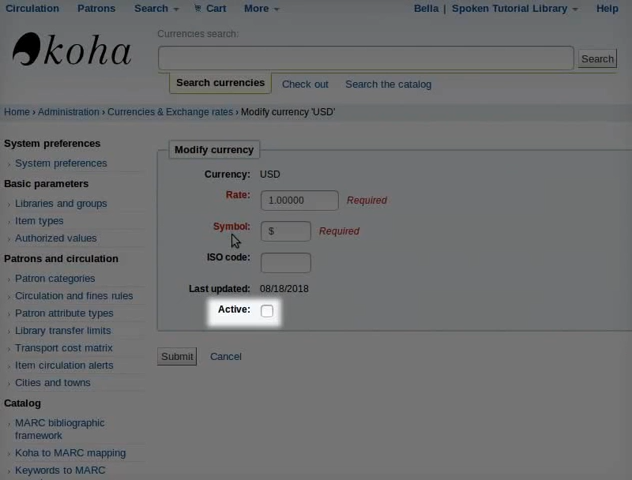 Circulation Patrons Search Cart More Bella | Spoken Tutorial Library Help
koha
Currencies search:
Search
Search currencies Check out Search the catalog
Home › Administration › Currencies & Exchange rates › Modify currency 'USD'
System preferences
System preferences
Basic parameters
Libraries and groups
Item types
Authorized values
Patrons and circulation
Patron categories
Circulation and fines rules
Patron attribute types
Library transfer limits
Transport cost matrix
Item circulation alerts
Cities and towns
Catalog
MARC bibliographic
framework
Koha to MARC mapping
Keywords to MARC
Modify currency
Currency: USD
Rate: 1.00000 Required
Symbol: $ Required
ISO code:
Last updated: 08/18/2018
Active:
Submit Cancel